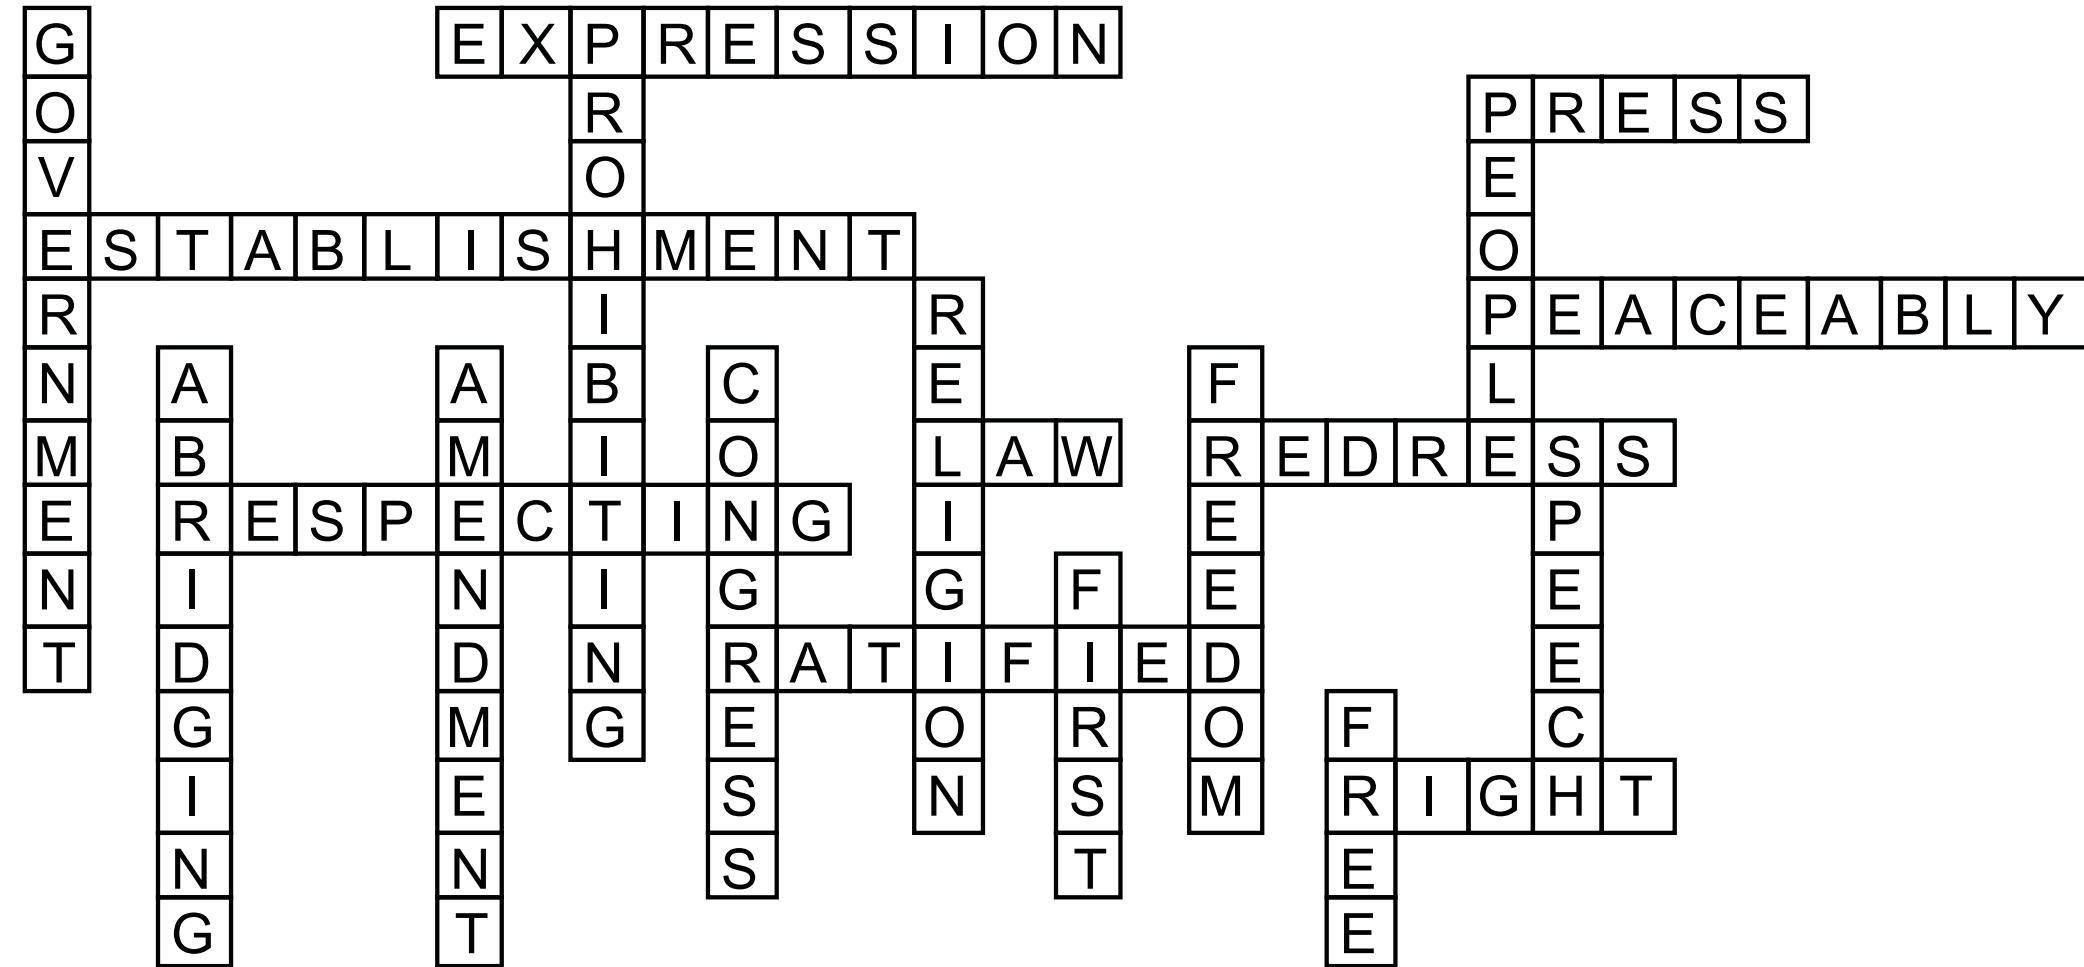 GOVERNMENT
EXPRESSION
PROHIBITING
PRESS
PEOPLE
ESTABLISHMENT
RELIGION
PEACEABLY
ABRIDGING
AMENDMENT
CONGRESS
FREEDOM
LAW
REDRESS
SPEECH
RESPECTING
FIRST
RATIFIED
FREE
RIGHT